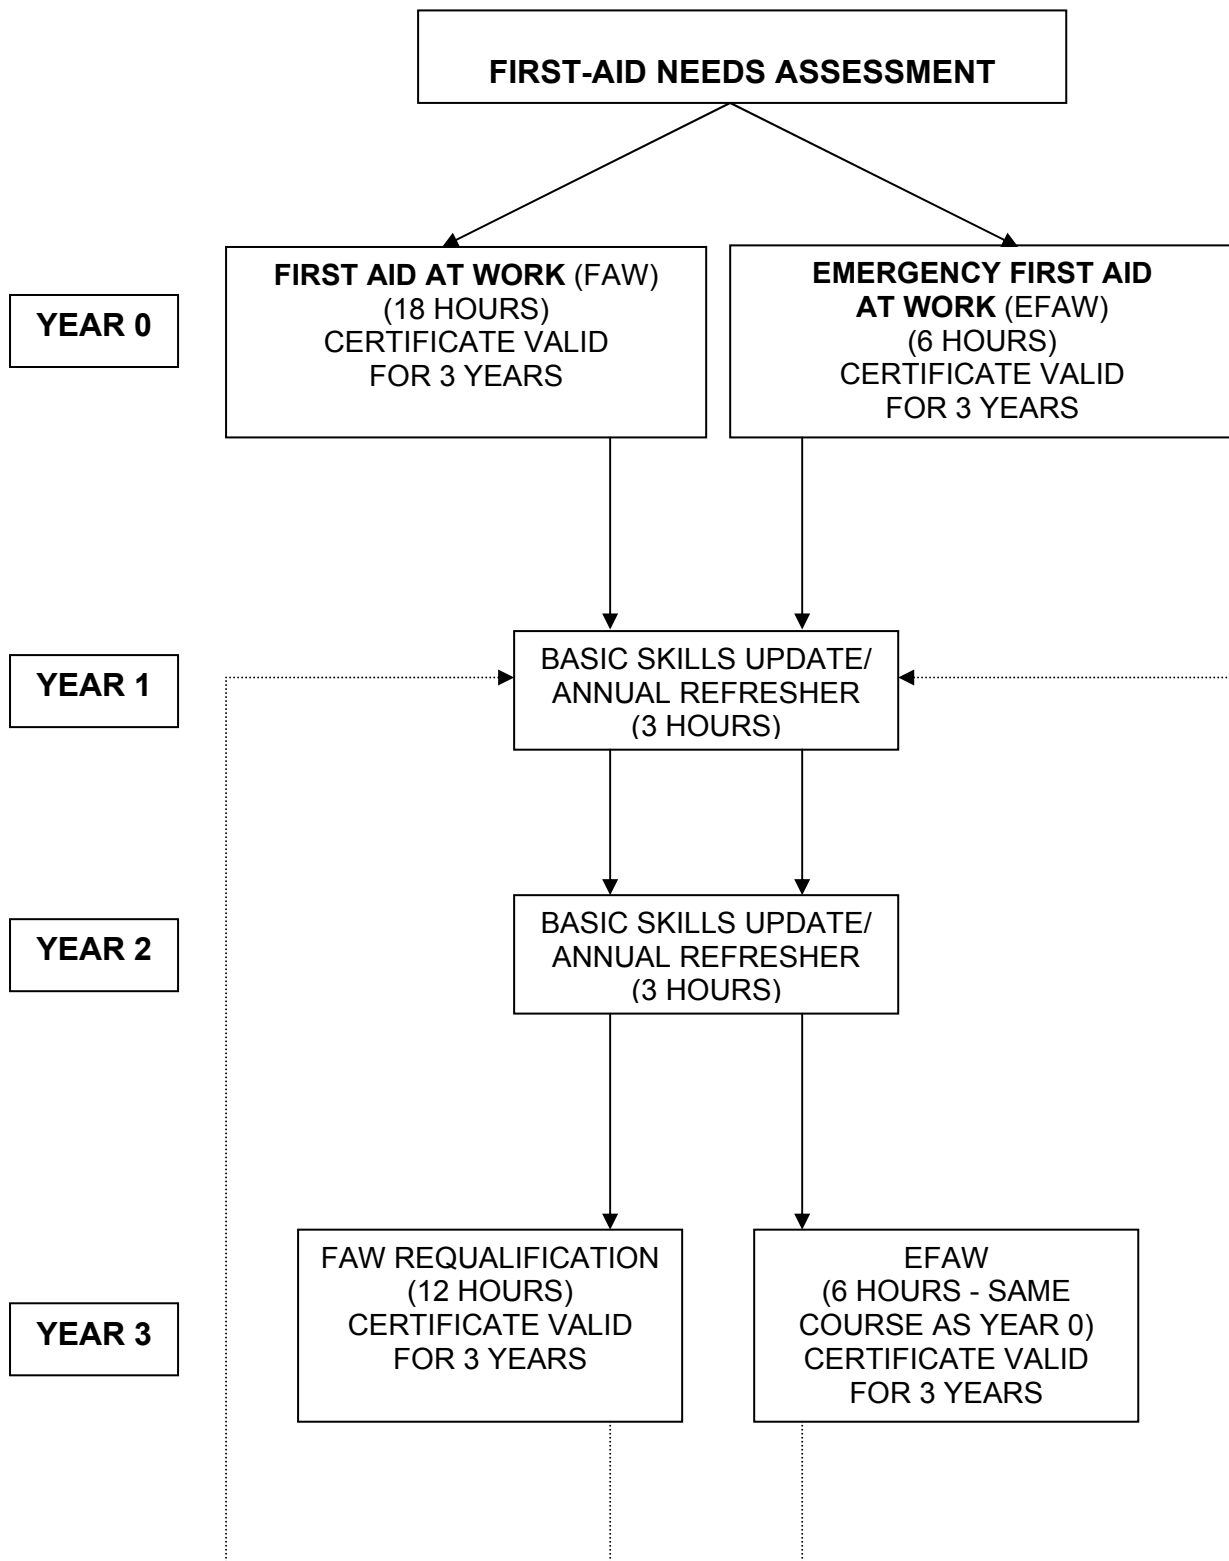 FIRST-AID NEEDS ASSESSMENT
YEAR 0
FIRST AID AT WORK (FAW)
(18 HOURS)
CERTIFICATE VALID
FOR 3 YEARS
EMERGENCY FIRST AID
AT WORK (EFAW)
(6 HOURS)
CERTIFICATE VALID
FOR 3 YEARS
YEAR 1
BASIC SKILLS UPDATE/
ANNUAL REFRESHER
(3 HOURS)
YEAR 2
BASIC SKILLS UPDATE/
ANNUAL REFRESHER
(3 HOURS)
YEAR 3
FAW REQUALIFICATION
(12 HOURS)
CERTIFICATE VALID
FOR 3 YEARS
EFAW
(6 HOURS - SAME
COURSE AS YEAR 0)
CERTIFICATE VALID
FOR 3 YEARS